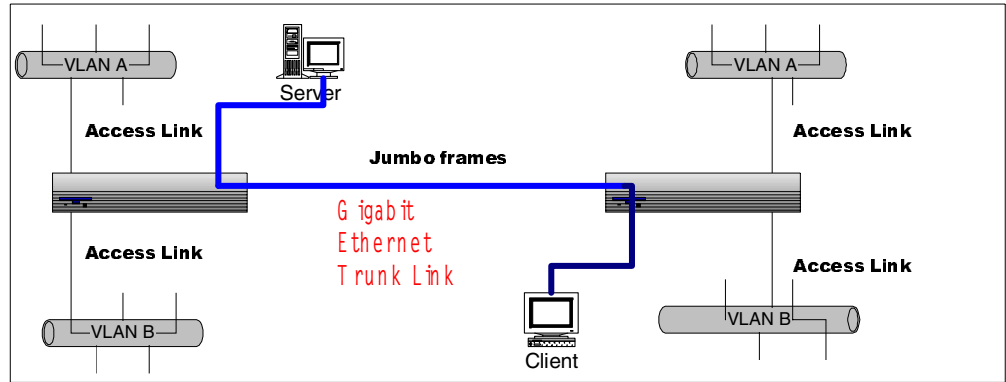 VLAN A
VLAN A
Server
Access Link
Access Link
Jumbo frames
Gigabit
Ethernet
Trunk Link
Access Link
Access Link
VLAN B
VLAN B
Client